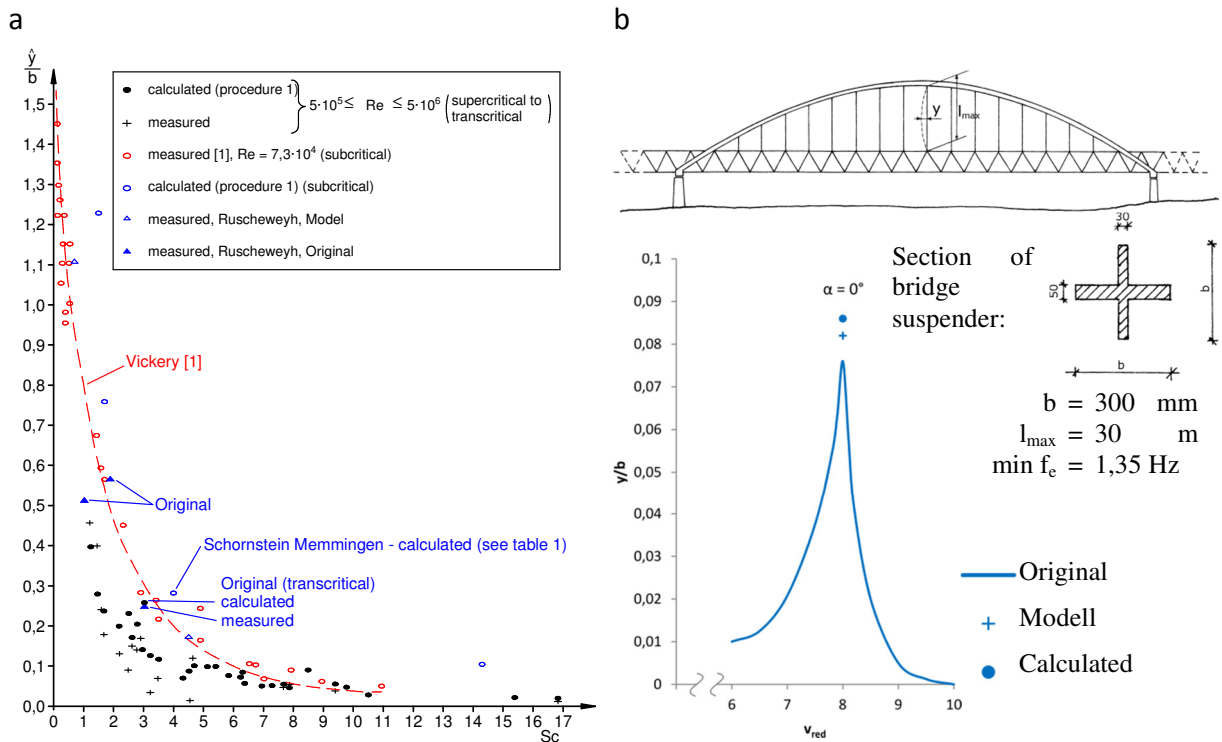 a
ŷ
b
1,5
1,4
1,3
1,2
1,1
1,0
0,9
0,8
0,7
0,6
0,5
0,4
0,3
0,2
0,1
0,0
0 1 2 3 4 5 6 7 8 9 10 11 12 13 14 15 16 17
Sc
calculated (procedure 1)
measured
5·10⁵ ≤ Re ≤ 5·10⁶ (supercritical to transcritical)
measured [1], Re = 7,3·10⁴ (subcritical)
calculated (procedure 1) (subcritical)
measured, Ruscheweyh, Model
measured, Ruscheweyh, Original
Vickery [1]
Original
Schornstein Memmingen - calculated (see table 1)
Original (transcritical)
calculated
measured
b
y
lmax
30
50
b
b
Section of
bridge
suspender:
b = 300 mm
lmax = 30 m
min fe = 1,35 Hz
α = 0°
0,1
0,09
0,08
0,07
0,06
0,05
0,04
0,03
0,02
0,01
0
y/b
6 7 8 9 10
vred
Original
Modell
Calculated